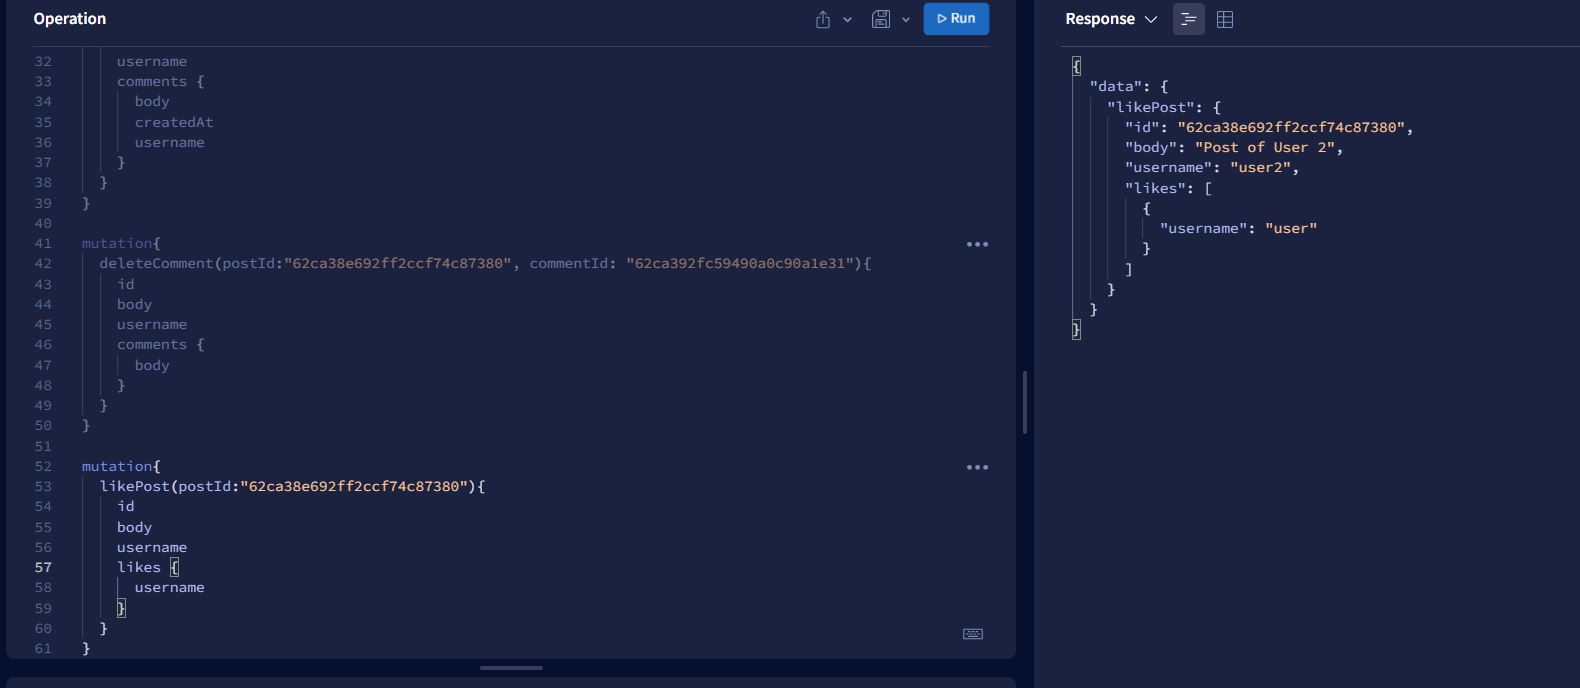 Operation
Run
32 username
33 comments {
34 body
35 createdAt
36 username
37 }
38 }
39 }
40
41 mutation{
42 deleteComment(postId:"62ca38e692ff2ccf74c87380", commentId: "62ca392fc59490a0c90a1e31"){
43 id
44 body
45 username
46 comments {
47 body
48 }
49 }
50 }
51
52 mutation{
53 likePost(postId:"62ca38e692ff2ccf74c87380"){
54 id
55 body
56 username
57 likes {
58 username
59 }
60 }
61 }
Response
{
"data": {
"likePost": {
"id": "62ca38e692ff2ccf74c87380",
"body": "Post of User 2",
"username": "user2",
"likes": [
{
"username": "user"
}
]
}
}
}